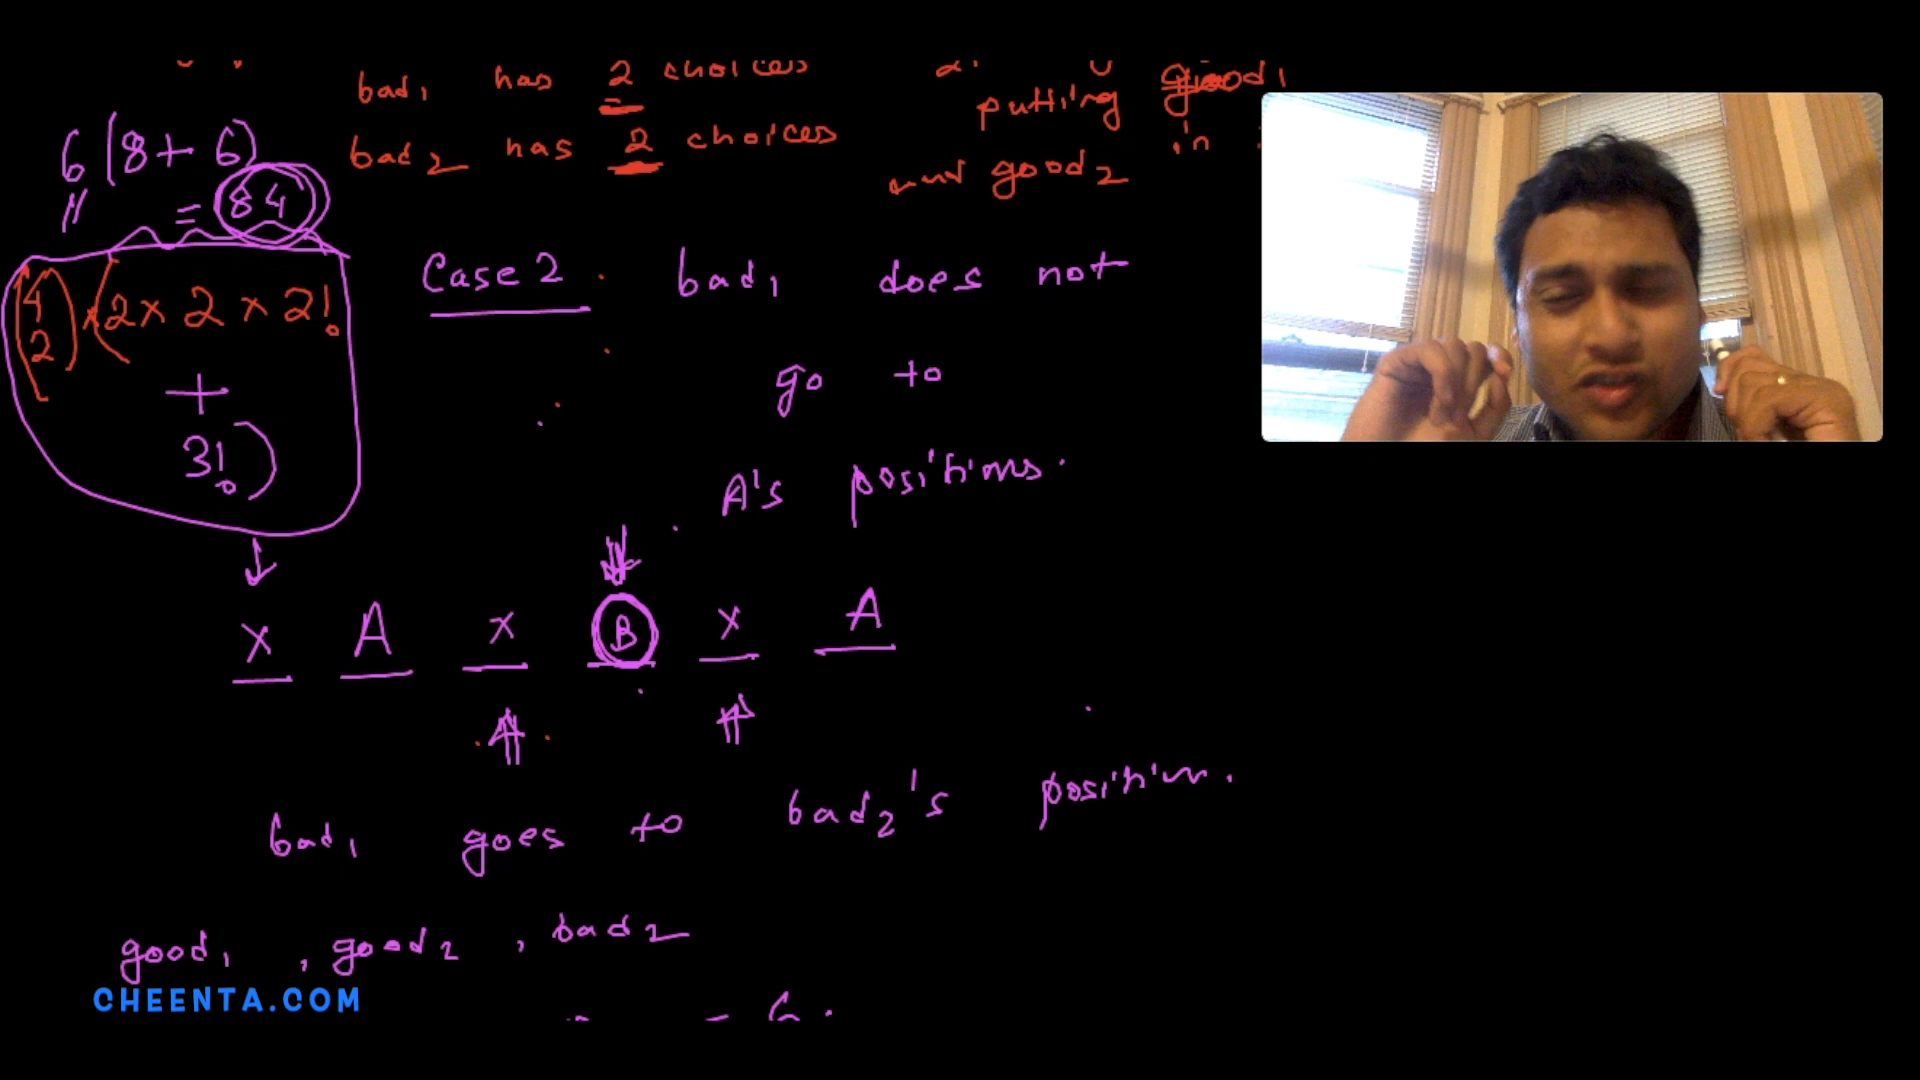 bad1 has 2 choices
bad2 has 2 choices
putting good1
and good2 in
6(8+6)
= 84
(4 2) × (2 × 2 × 2!
+
3!)
Case 2 bad1 does not
go to
A's positions.
X A X B X A
bad1 goes to bad2's position.
good1, good2, bad2
= 6.
CHEENTA.COM